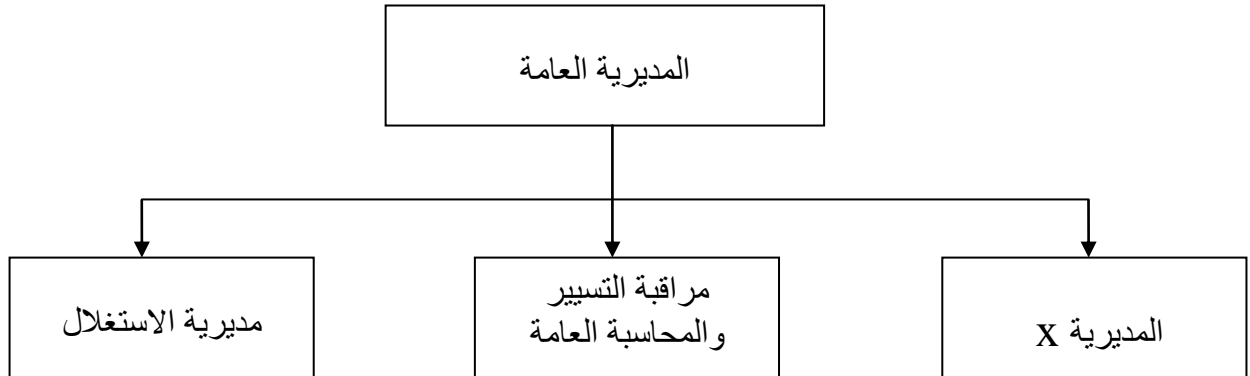 المديرية العامة
المديرية X
مراقبة التسيير
والمحاسبة العامة
مديرية الاستغلال